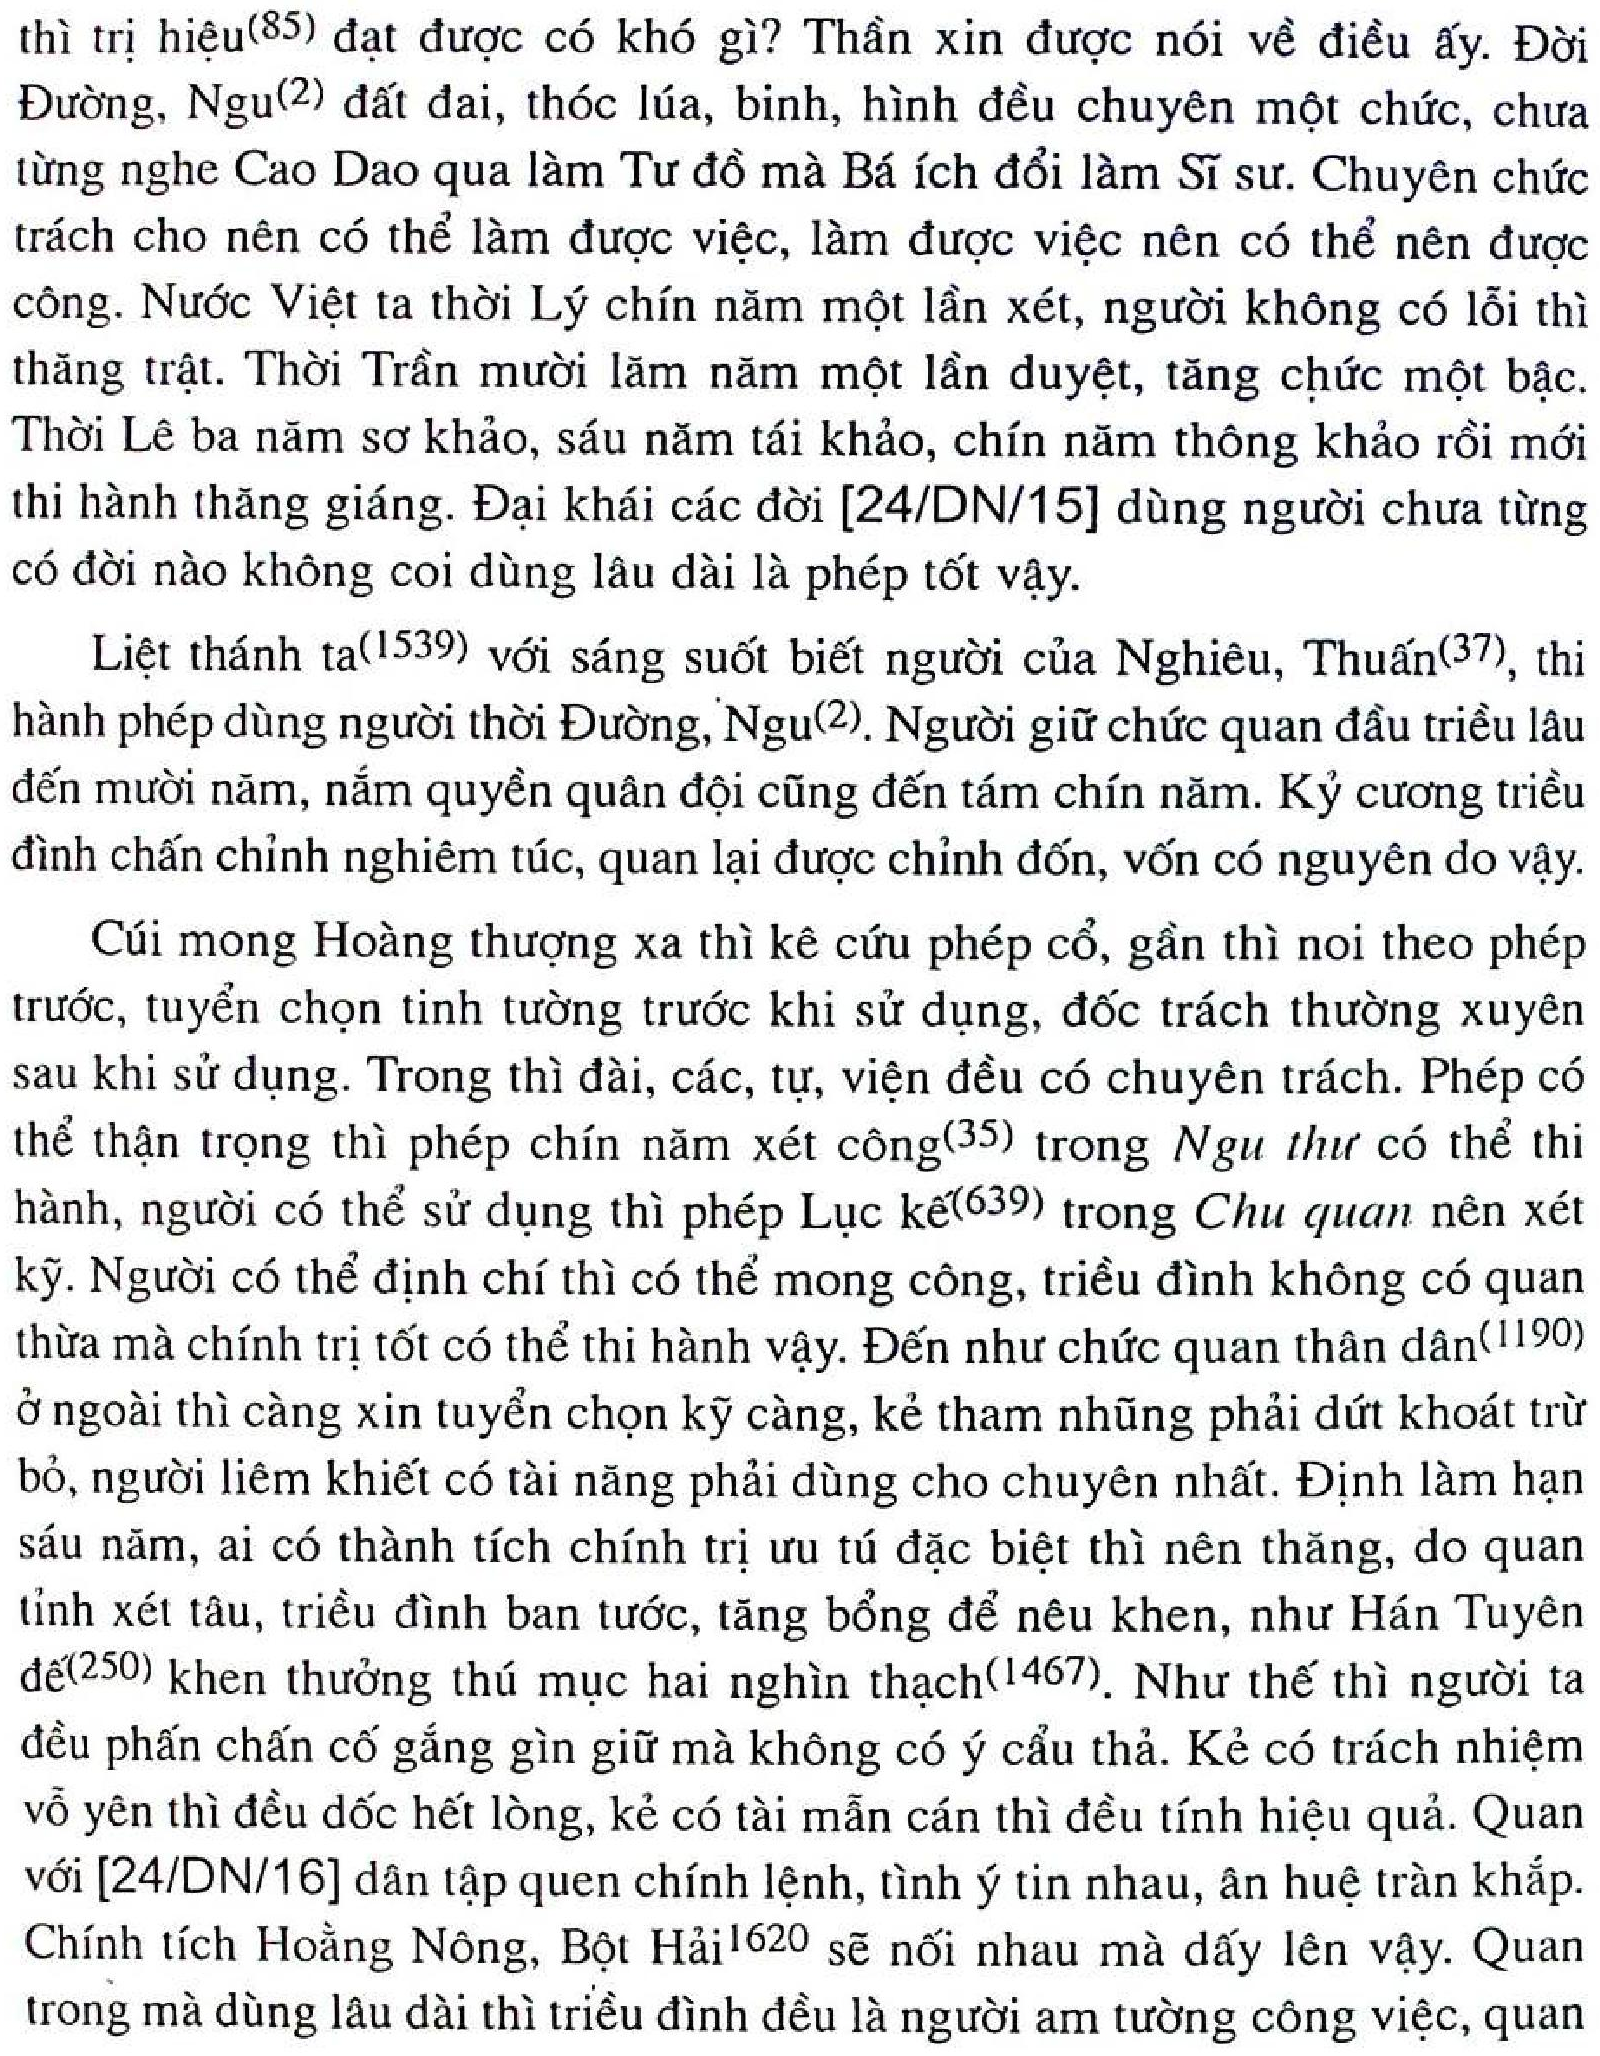 thì trị hiệu(85) đạt được có khó gì? Thần xin được nói về điều ấy. Đời
Đường, Ngu(2) đất đai, thóc lúa, binh, hình đều chuyên một chức, chưa
từng nghe Cao Dao qua làm Tư đồ mà Bá ích đổi làm Sĩ sư. Chuyên chức
trách cho nên có thể làm được việc, làm được việc nên có thể nên được
công. Nước Việt ta thời Lý chín năm một lần xét, người không có lỗi thì
thăng trật. Thời Trần mười lăm năm một lần duyệt, tăng chức một bậc.
Thời Lê ba năm sơ khảo, sáu năm tái khảo, chín năm thông khảo rồi mới
thi hành thăng giáng. Đại khái các đời [24/DN/15] dùng người chưa từng
có đời nào không coi dùng lâu dài là phép tốt vậy.
Liệt thánh ta(1539) với sáng suốt biết người của Nghiêu, Thuấn(37), thi
hành phép dùng người thời Đường, Ngu(2). Người giữ chức quan đầu triều lâu
đến mười năm, nắm quyền quân đội cũng đến tám chín năm. Kỷ cương triều
đình chấn chỉnh nghiêm túc, quan lại được chỉnh đốn, vốn có nguyên do vậy.
Cúi mong Hoàng thượng xa thì kê cứu phép cổ, gần thì noi theo phép
trước, tuyển chọn tinh tường trước khi sử dụng, đốc trách thường xuyên
sau khi sử dụng. Trong thì đài, các, tự, viện đều có chuyên trách. Phép có
thể thận trọng thì phép chín năm xét công(35) trong Ngu thư có thể thi
hành, người có thể sử dụng thì phép Lục kế(639) trong Chu quan nên xét
kỹ. Người có thể định chí thì có thể mong công, triều đình không có quan
thừa mà chính trị tốt có thể thi hành vậy. Đến như chức quan thân dân(1190)
ở ngoài thì càng xin tuyển chọn kỹ càng, kẻ tham nhũng phải dứt khoát trừ
bỏ, người liêm khiết có tài năng phải dùng cho chuyên nhất. Định làm hạn
sáu năm, ai có thành tích chính trị ưu tú đặc biệt thì nên thăng, do quan
tỉnh xét tâu, triều đình ban tước, tăng bổng để nêu khen, như Hán Tuyên
đế(250) khen thưởng thú mục hai nghìn thạch(1467). Như thế thì người ta
đều phấn chấn cố gắng gìn giữ mà không có ý cẩu thả. Kẻ có trách nhiệm
vỗ yên thì đều dốc hết lòng, kẻ có tài mẫn cán thì đều tính hiệu quả. Quan
với [24/DN/16] dân tập quen chính lệnh, tình ý tin nhau, ân huệ tràn khắp.
Chính tích Hoằng Nông, Bột Hải1620 sẽ nối nhau mà dấy lên vậy. Quan
trong mà dùng lâu dài thì triều đình đều là người am tường công việc, quan